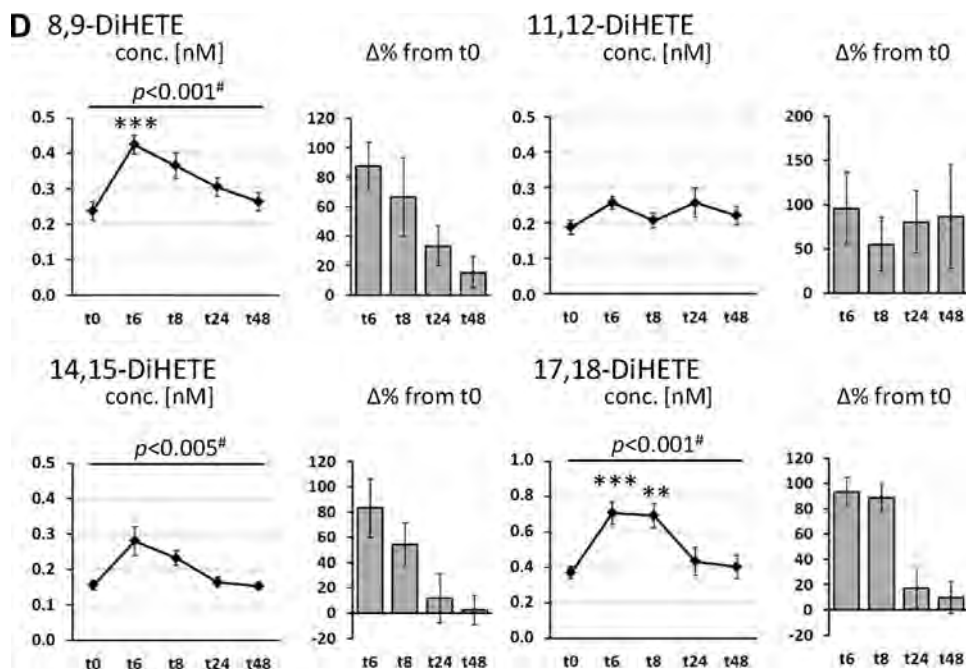 D 8,9-DiHETE
conc. [nM]
Δ% from t0
p<0.001#
***
0.5
0.4
0.3
0.2
0.1
0.0
t0 t6 t8 t24 t48
120
100
80
60
40
20
0
t6 t8 t24 t48
11,12-DiHETE
conc. [nM]
Δ% from t0
0.5
0.4
0.3
0.2
0.1
0.0
t0 t6 t8 t24 t48
200
150
100
50
0
t6 t8 t24 t48
14,15-DiHETE
conc. [nM]
Δ% from t0
p<0.005#
0.5
0.4
0.3
0.2
0.1
0.0
t0 t6 t8 t24 t48
120
100
80
60
40
20
0
-20
t6 t8 t24 t48
17,18-DiHETE
conc. [nM]
Δ% from t0
p<0.001#
*** **
1.0
0.8
0.6
0.4
0.2
0.0
t0 t6 t8 t24 t48
120
100
80
60
40
20
0
-20
t6 t8 t24 t48